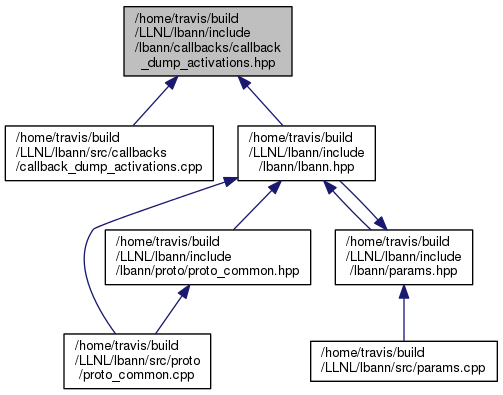 /home/travis/build
/LLNL/lbann/include
/lbann/callbacks/callback
_dump_activations.hpp
/home/travis/build
/LLNL/lbann/src/callbacks
/callback_dump_activations.cpp
/home/travis/build
/LLNL/lbann/include
/lbann/lbann.hpp
/home/travis/build
/LLNL/lbann/include
/lbann/proto/proto_common.hpp
/home/travis/build
/LLNL/lbann/include
/lbann/params.hpp
/home/travis/build
/LLNL/lbann/src/proto
/proto_common.cpp
/home/travis/build
/LLNL/lbann/src/params.cpp